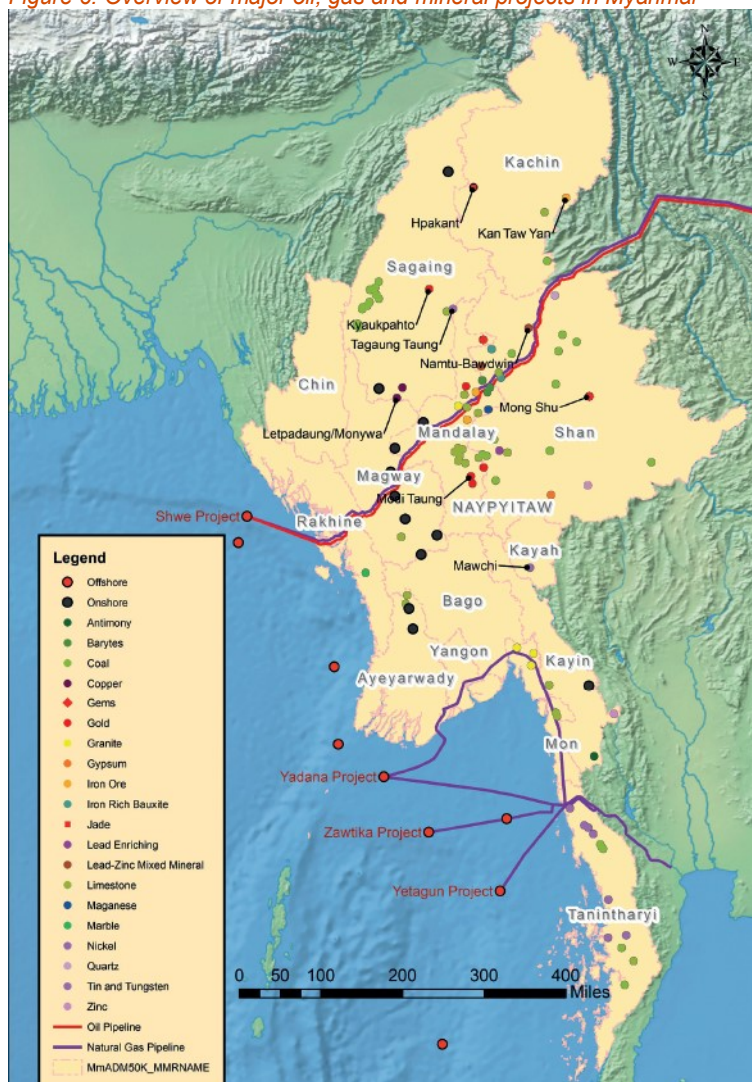 Figure 6: Overview of major oil, gas and mineral projects in Myanmar
N
W
E
S
Kachin
Hpakant
Kan Taw Yan
Sagaing
Kyaukpahto
Tagaung Taung
Namtu-Bawdwin
Chin
Mong Shu
Letpadaung/Monywa
Mandalay
Shan
Magway
Modi Taung
NAYPYITAW
Shwe Project
Rakhine
Kayah
Mawchi
Bago
Yangon
Kayin
Ayeyarwady
Mon
Yadana Project
Zawtika Project
Yetagun Project
Tanintharyi
0 50 100 200 300 400
Miles
Legend
Offshore
Onshore
Antimony
Barytes
Coal
Copper
Gems
Gold
Granite
Gypsum
Iron Ore
Iron Rich Bauxite
Jade
Lead Enriching
Lead-Zinc Mixed Mineral
Limestone
Maganese
Marble
Nickel
Quartz
Tin and Tungsten
Zinc
Oil Pipeline
Natural Gas Pipeline
MmADM50K_MMRNAME